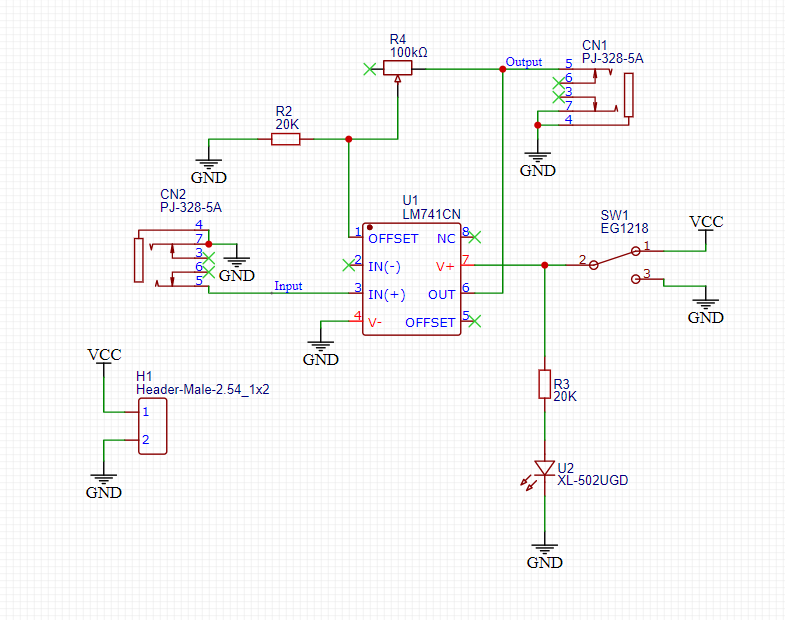 R4
100kΩ
Output
CN1
PJ-328-5A
5
6
3
7
4
GND
R2
20K
GND
CN2
PJ-328-5A
4
7
3
6
5
GND
Input
U1
LM741CN
1 OFFSET NC 8
2 IN(-) V+ 7
3 IN(+) OUT 6
4 V- OFFSET 5
GND
SW1
EG1218
2
1
3
VCC
GND
VCC
H1
Header-Male-2.54_1x2
1
2
GND
R3
20K
U2
XL-502UGD
GND